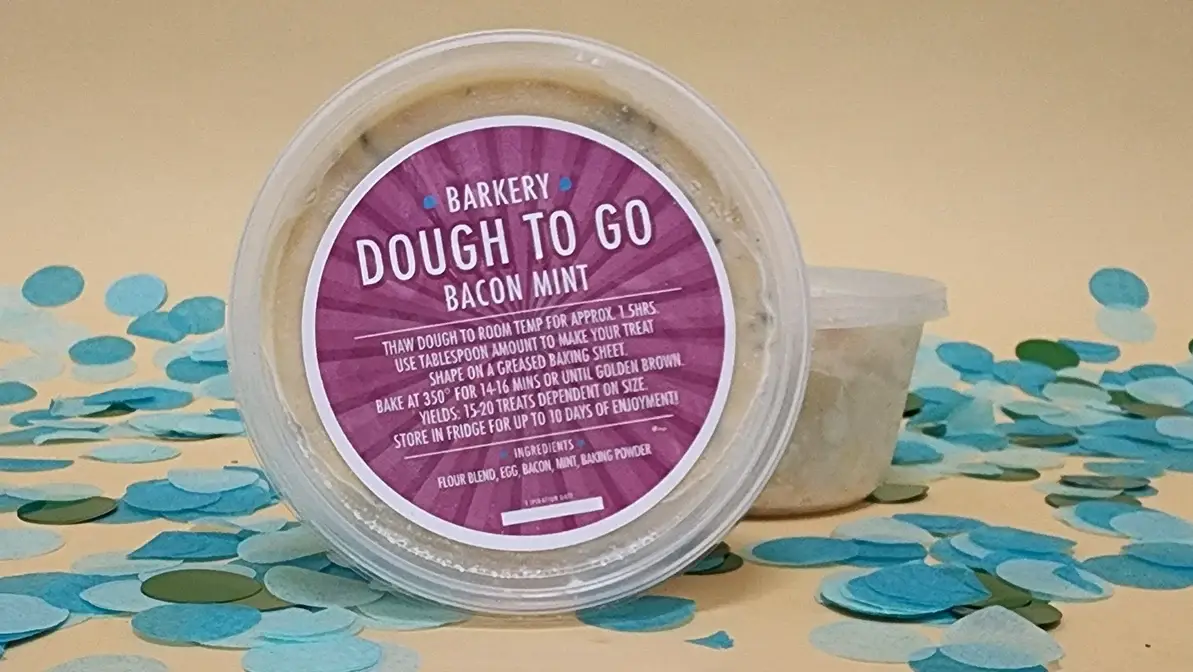 BARKERY
DOUGH TO GO
BACON MINT
THAW DOUGH TO ROOM TEMP FOR APPROX. 1.5HRS.
USE TABLESPOON AMOUNT TO MAKE YOUR TREAT
SHAPE ON A GREASED BAKING SHEET.
BAKE AT 350° FOR 14-16 MINS OR UNTIL GOLDEN BROWN.
YIELDS: 15-20 TREATS DEPENDENT ON SIZE.
STORE IN FRIDGE FOR UP TO 10 DAYS OF ENJOYMENT!
INGREDIENTS
FLOUR BLEND, EGG, BACON, MINT, BAKING POWDER
EXPIRATION DATE